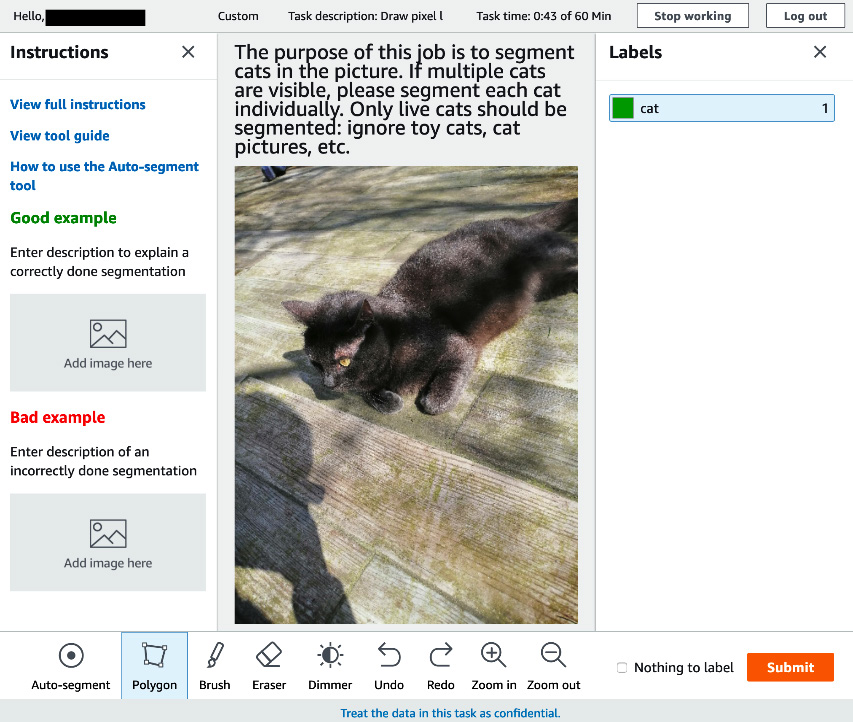 Hello,
Custom
Task description: Draw pixel l
Task time: 0:43 of 60 Min
Stop working
Log out
Instructions
View full instructions
View tool guide
How to use the Auto-segment
tool
Good example
Enter description to explain a
correctly done segmentation
Add image here
Bad example
Enter description of an
incorrectly done segmentation
Add image here
The purpose of this job is to segment
cats in the picture. If multiple cats
are visible, please segment each cat
individually. Only live cats should be
segmented: ignore toy cats, cat
pictures, etc.
Labels
cat
1
Auto-segment
Polygon
Brush
Eraser
Dimmer
Undo
Redo
Zoom in
Zoom out
Nothing to label
Submit
Treat the data in this task as confidential.